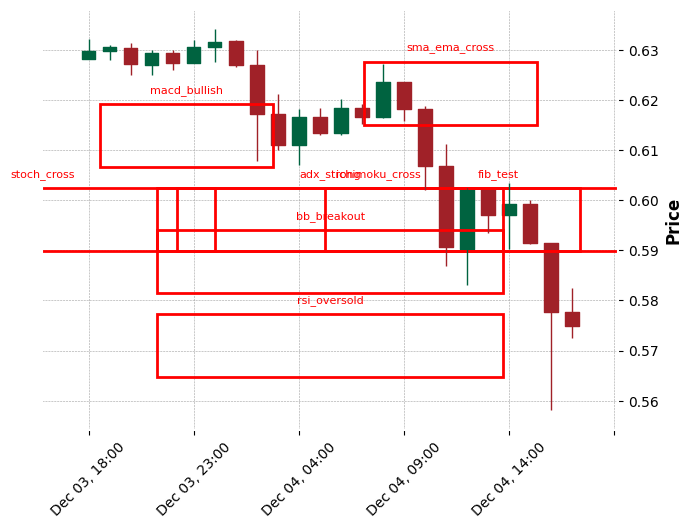 sma_ema_cross
0.63
macd_bullish
0.62
0.61
stoch_cross
adx_strong
ichimoku_cross
fib_test
0.60
bb_breakout
0.59
Price
0.58
rsi_oversold
0.57
0.56
Dec 03, 18:00
Dec 03, 23:00
Dec 04, 04:00
Dec 04, 09:00
Dec 04, 14:00